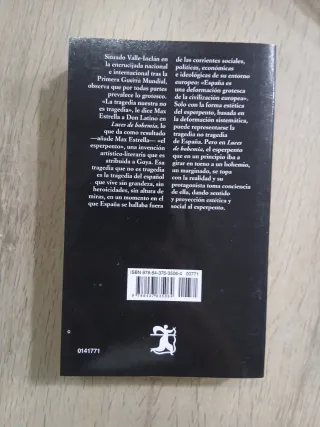 Situado Valle-Inclán en
la encrucijada nacional
e internacional tras la
Primera Guerra Mundial,
observa que por todas partes
prevalece lo grotesco.
«La tragedia nuestra no
es tragedia», le dice Max
Estrella a Don Latino en
Luces de bohemia, lo
que da como resultado
—añade Max Estrella— «el
esperpento», una invención
artístico-literaria que es
atribuida a Goya. Esa
tragedia que no es tragedia
es la tragedia del español
que vive sin grandeza, sin
heroicidades, sin altura de
miras, en un momento en el
que España se hallaba fuera
de las corrientes sociales,
políticas, económicas
e ideológicas de su entorno
europeo: «España es
una deformación grotesca
de la civilización europea».
Solo con la forma estética
del esperpento, basada en
la deformación sistemática,
puede representarse la
tragedia no tragedia
de España. Pero en Luces
de bohemia, el esperpento
que en un principio iba a
girar en torno a un bohemio,
un marginado, se topa
con la realidad y su
protagonista toma conciencia
de ella, dando sentido
y proyección estética y
social al esperpento.
0141771